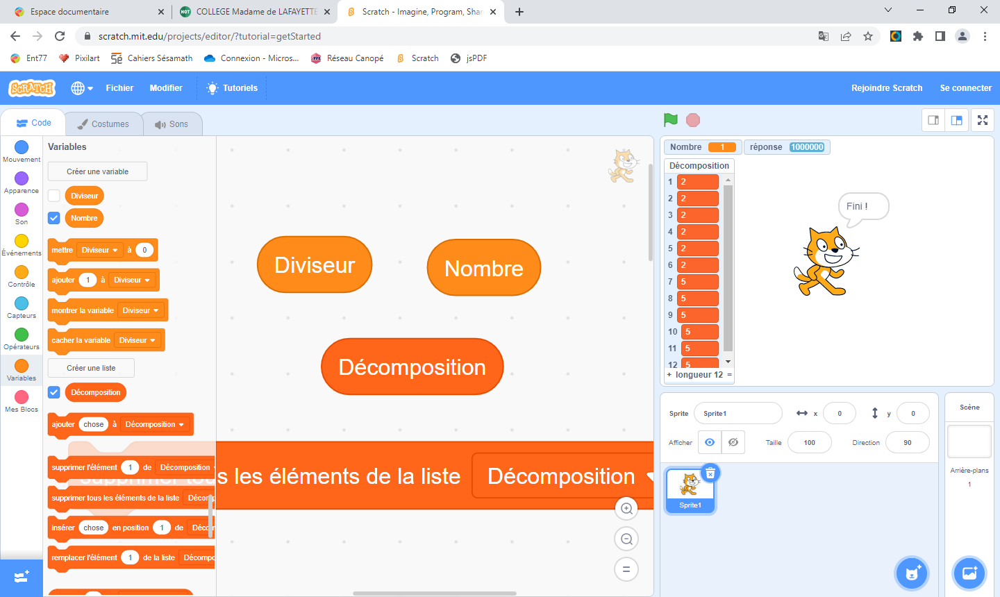 Espace documentaire
COLLEGE Madame de LAFAYETTE
Scratch - Imagine, Program, Shar
scratch.mit.edu/projects/editor/?tutorial=getStarted
Ent77
Pixilart
Cahiers Sésamath
Connexion - Micros...
Réseau Canopé
Scratch
jsPDF
SCRATCH
Fichier
Modifier
Tutoriels
Rejoindre Scratch
Se connecter
Code
Costumes
Sons
Mouvement
Apparence
Son
Événements
Contrôle
Capteurs
Opérateurs
Variables
Mes Blocs
Variables
Créer une variable
Diviseur
Nombre
mettre Diviseur à 0
ajouter 1 à Diviseur
montrer la variable Diviseur
cacher la variable Diviseur
Créer une liste
Décomposition
ajouter chose à Décomposition
supprimer l'élément 1 de Décomposition
supprimer tous les éléments de la liste Décomp
insérer chose en position 1 de Décor
remplacer l'élément 1 de la liste Décompo
Diviseur
Nombre
Décomposition
supprimer tous les éléments de la liste Décomposition
Nombre 1
réponse 1000000
Décomposition
1 2
2 2
3 2
4 2
5 2
6 2
7 5
8 5
9 5
10 5
11 5
12 5
+ longueur 12 =
Fini !
Sprite Sprite1 x 0 y 0
Afficher Taille 100 Direction 90
Sprite1
Scène
Arrière-plans
1